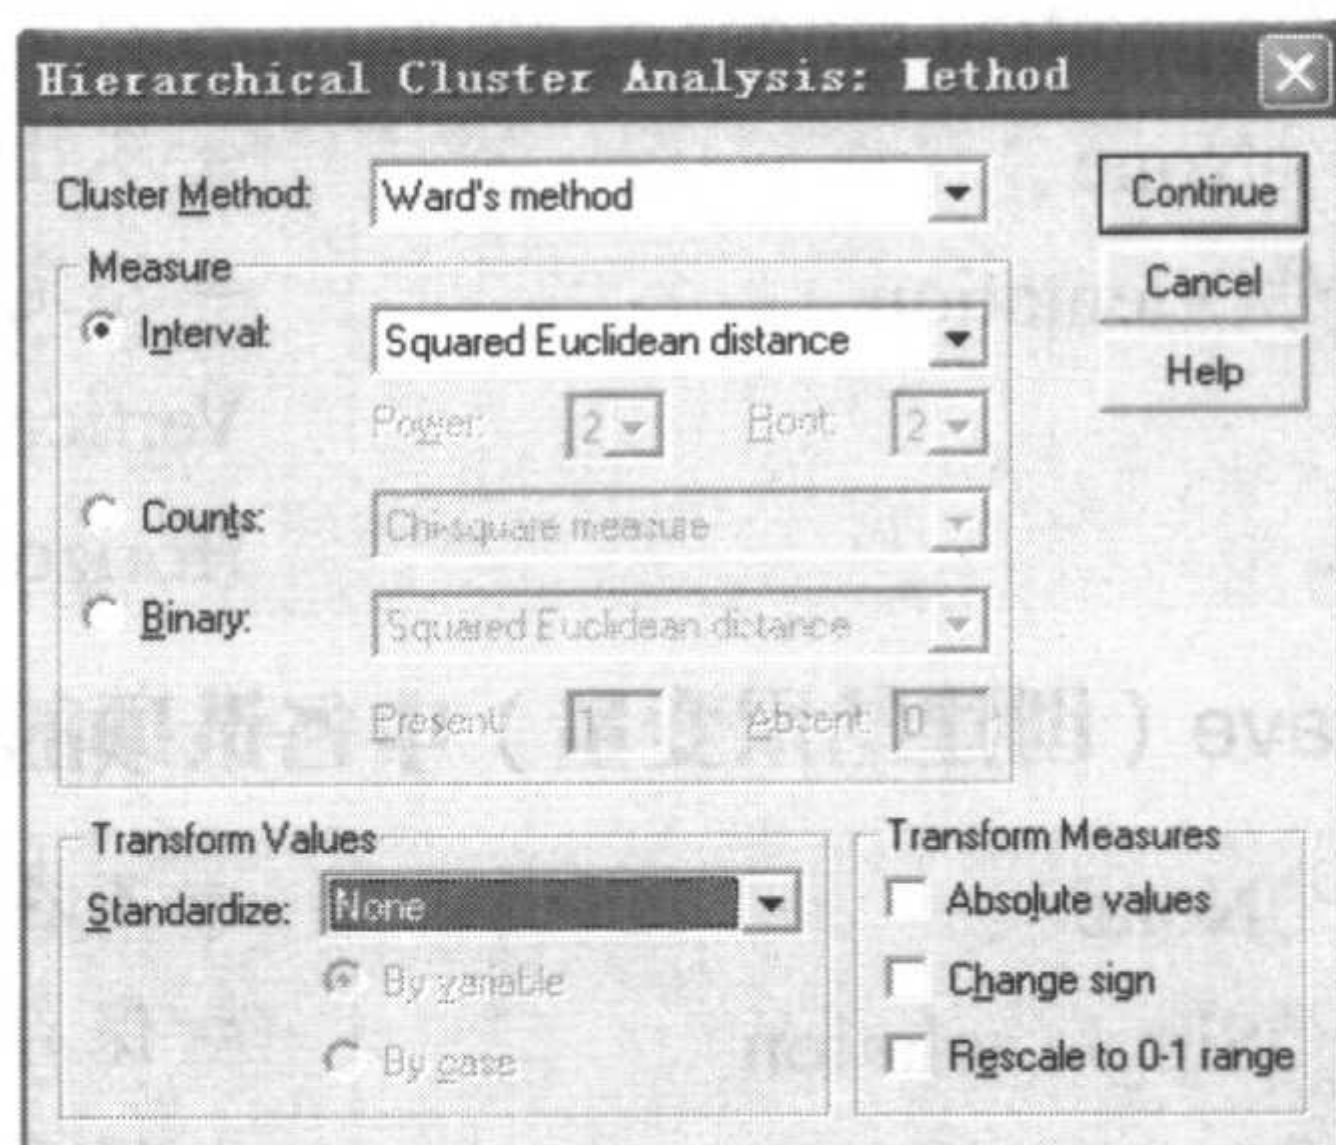 Hierarchical Cluster Analysis: Method
Cluster Method: Ward's method
Continue
Measure
Cancel
Interval: Squared Euclidean distance
Help
Power: 2 Root: 2
Counts: Chi-square measure
Binary: Squared Euclidean distance
Present: 1 Absent: 0
Transform Values
Standardize: None
By variable
By case
Transform Measures
Absolute values
Change sign
Rescale to 0-1 range